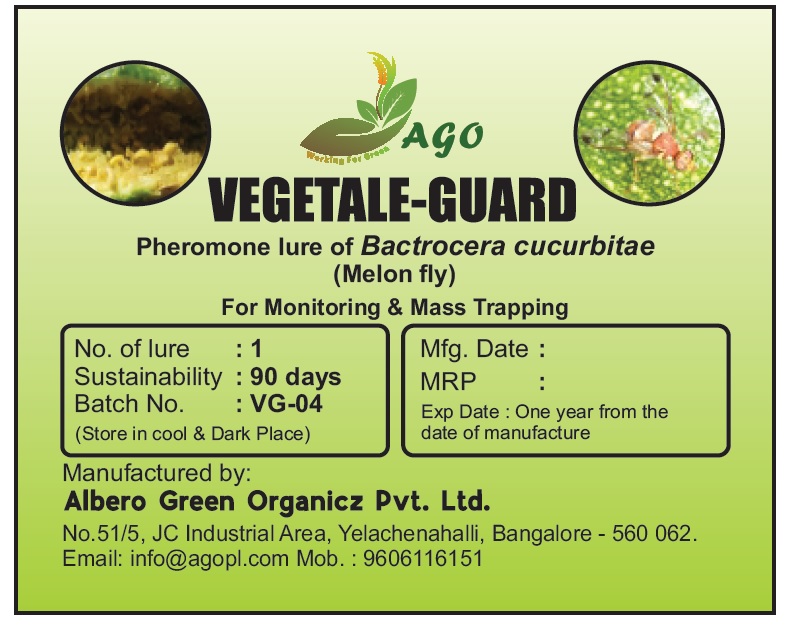 Working For Green
AGO
VEGETALE-GUARD
Pheromone lure of Bactrocera cucurbitae
(Melon fly)
For Monitoring & Mass Trapping
No. of lure : 1
Sustainability : 90 days
Batch No. : VG-04
(Store in cool & Dark Place)
Mfg. Date :
MRP :
Exp Date : One year from the
date of manufacture
Manufactured by:
Albero Green Organicz Pvt. Ltd.
No.51/5, JC Industrial Area, Yelachenahalli, Bangalore - 560 062.
Email: info@agopl.com Mob. : 9606116151